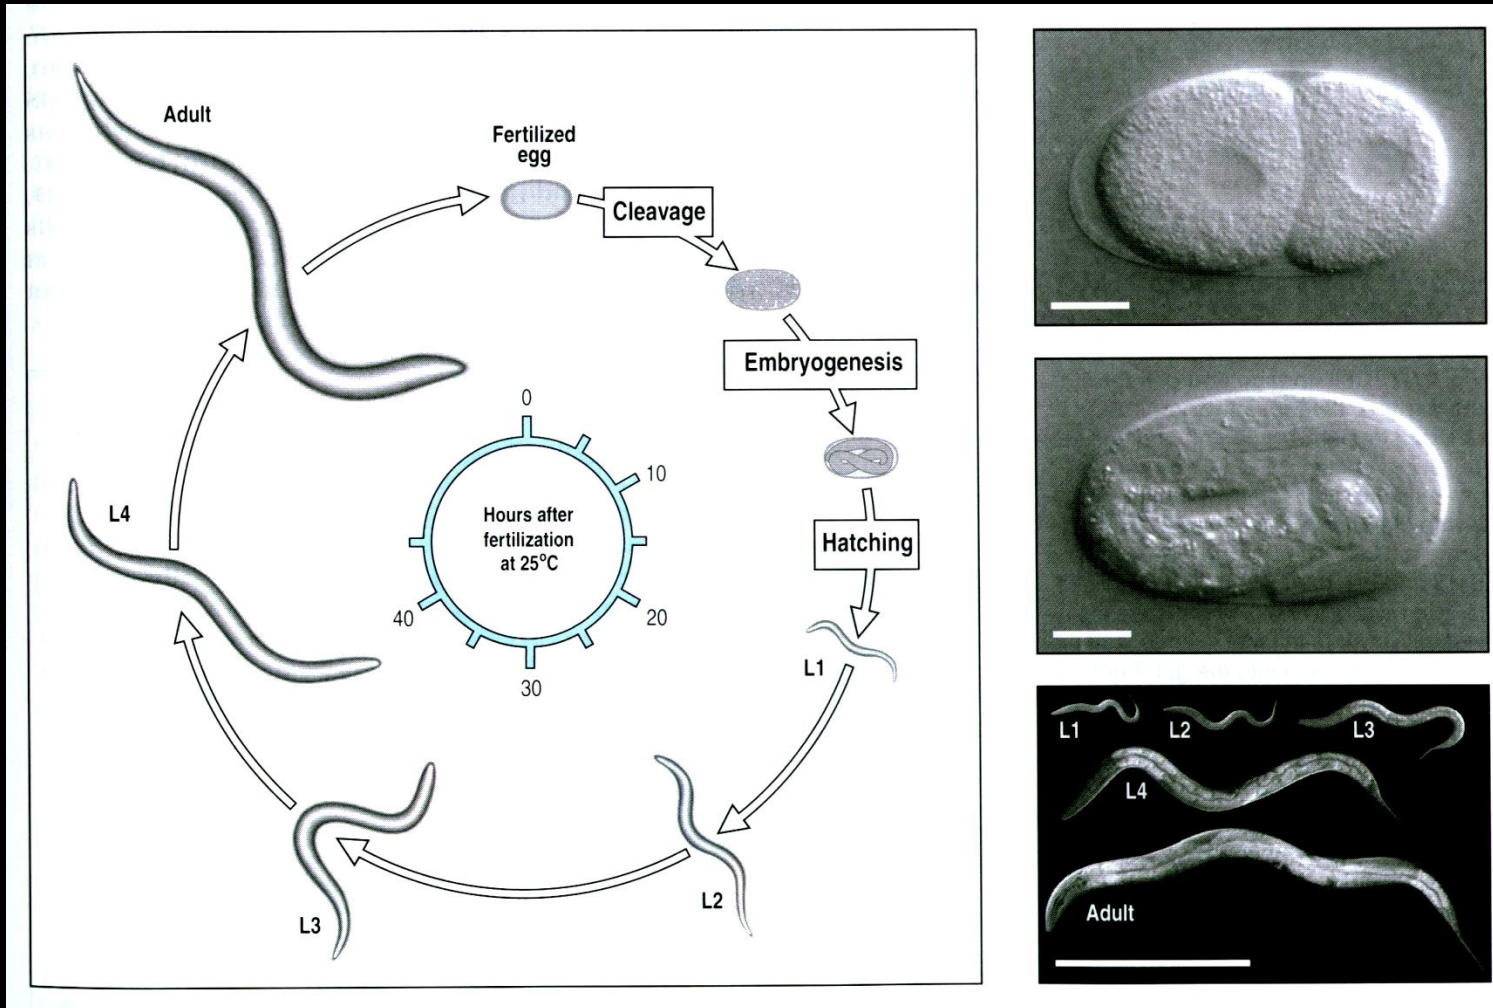 Adult
Fertilized
egg
Cleavage
Embryogenesis
Hatching
L1
L2
L3
L4
0
10
20
30
40
Hours after
fertilization
at 25°C
L1
L2
L3
L4
Adult